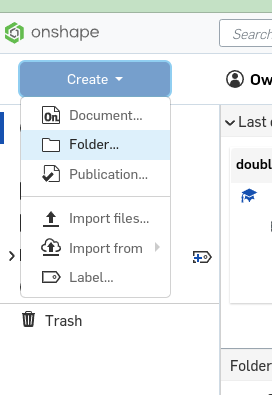 onshape
Search
Create
Ow
Document...
Last
Folder...
doubl
Publication...
Import files...
Import from
Label...
Trash
Folder